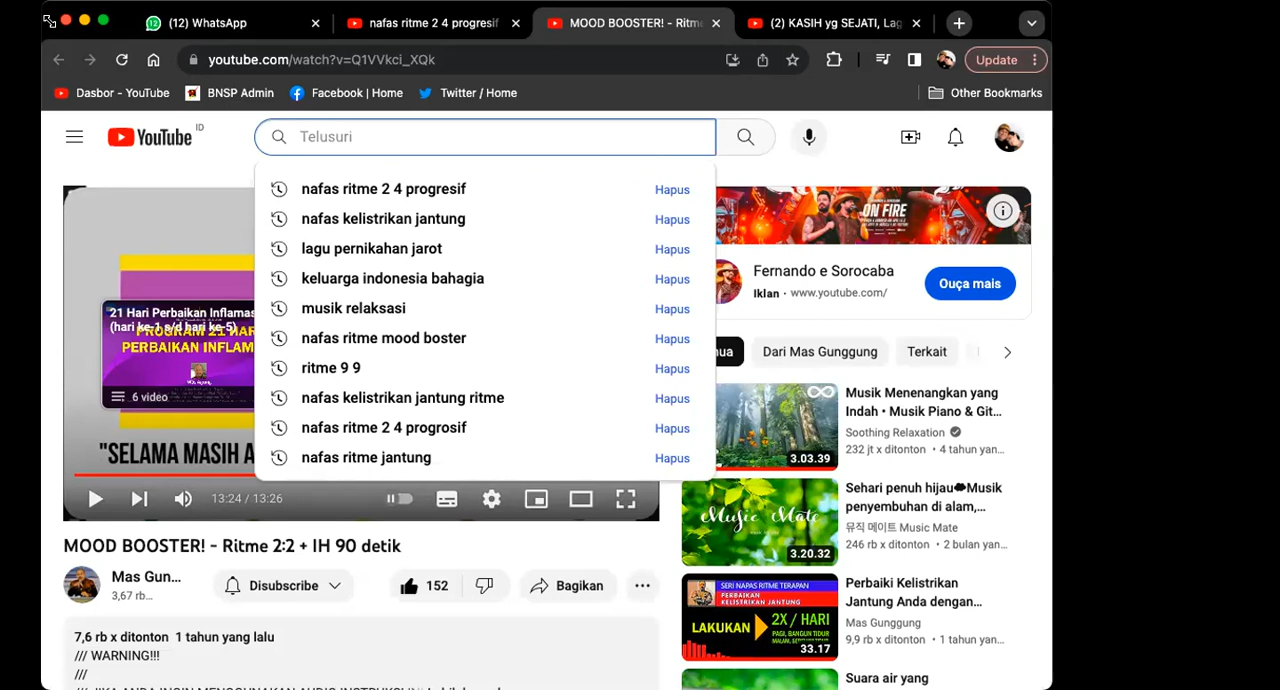 (12) WhatsApp
nafas ritme 2 4 progresif
MOOD BOOSTER! - Ritme
(2) KASIH yg SEJATI, Lag
youtube.com/watch?v=Q1VVkci_XQk
Update
Dasbor - YouTube
BNSP Admin
Facebook | Home
Twitter / Home
Other Bookmarks
YouTube ID
Telusuri
nafas ritme 2 4 progresif Hapus
nafas kelistrikan jantung Hapus
lagu pernikahan jarot Hapus
keluarga indonesia bahagia Hapus
musik relaksasi Hapus
nafas ritme mood boster Hapus
ritme 9 9 Hapus
nafas kelistrikan jantung ritme Hapus
nafas ritme 2 4 progrosif Hapus
nafas ritme jantung Hapus
21 Hari Perbaikan Inflamas
(hari ke-1 s/d hari ke-5)
PROGRAM 21 HAR
PERBAIKAN INFLAM
6 video
"SELAMA MASIH A
13:24 / 13:26
MOOD BOOSTER! - Ritme 2:2 + IH 90 detik
Mas Gun...
3,67 rb...
Disubscribe
152
Bagikan
7,6 rb x ditonton 1 tahun yang lalu
/// WARNING!!!
///
ON FIRE
Fernando e Sorocaba
Iklan · www.youtube.com/
Ouça mais
ua
Dari Mas Gunggung
Terkait
Musik Menenangkan yang
Indah • Musik Piano & Git...
Soothing Relaxation
232 jt x ditonton • 4 tahun yan...
3.03.39
Sehari penuh hijau☁Musik
penyembuhan di alam,...
뮤직 메이트 Music Mate
246 rb x ditonton • 2 bulan yan...
Music Mate
3.20.32
Perbaiki Kelistrikan
Jantung Anda dengan...
Mas Gunggung
9,9 rb x ditonton • 1 tahun yan...
SERI NAPAS RITME TERAPAN
PERBAIKAN
KELISTRIKAN JANTUNG
LAKUKAN
2X / HARI
33.17
Suara air yang